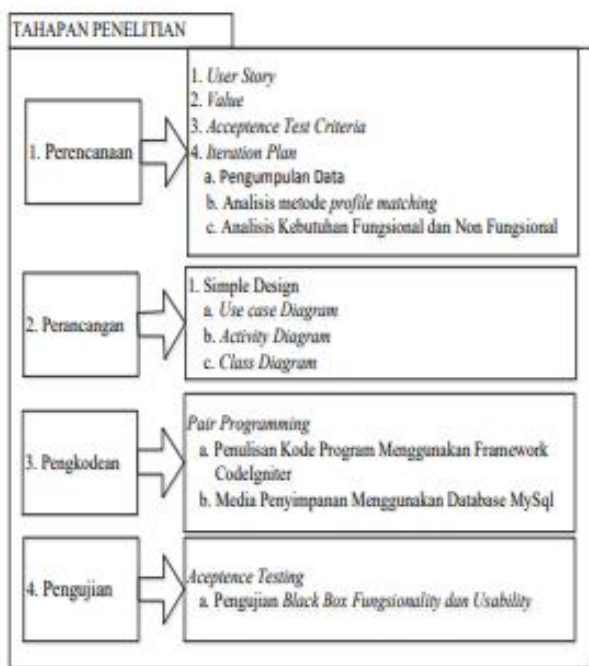 TAHAPAN PENELITIAN
1. Perencanaan
1. User Story
2. Value
3. Acceptence Test Criteria
4. Iteration Plan
a. Pengumpulan Data
b. Analisis metode profile matching
c. Analisis Kebutuhan Fungsional dan Non Fungsional
2. Perancangan
1. Simple Design
a. Use case Diagram
b. Activity Diagram
c. Class Diagram
3. Pengkodean
Pair Programming
a. Penulisan Kode Program Menggunakan Framework
CodeIgniter
b. Media Penyimpanan Menggunakan Database MySql
4. Pengujian
Aceptence Testing
a. Pengujian Black Box Fungsionality dan Usability